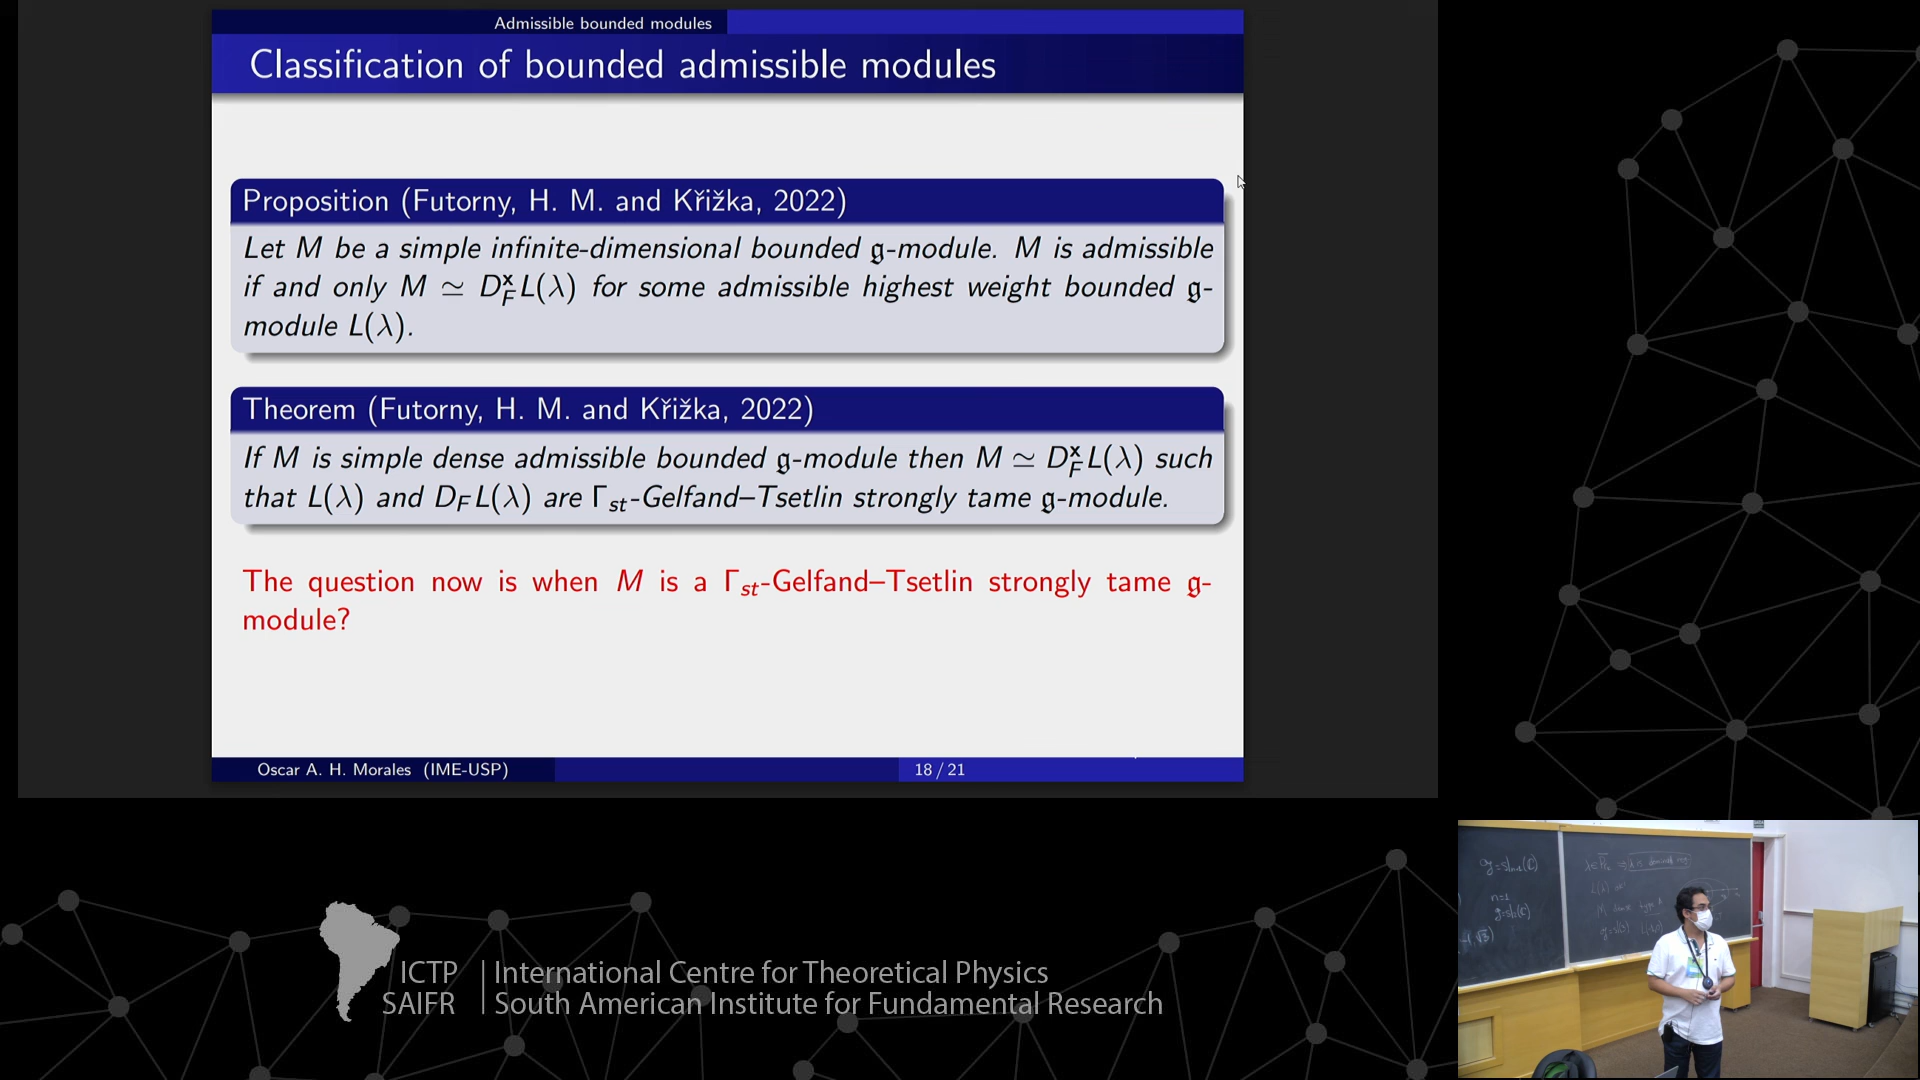 Admissible bounded modules
Classification of bounded admissible modules
Proposition (Futorny, H. M. and Křižka, 2022)
Let M be a simple infinite-dimensional bounded 𝔤-module. M is admissible
if and only M ≃ D_F^x L(λ) for some admissible highest weight bounded 𝔤-
module L(λ).
Theorem (Futorny, H. M. and Křižka, 2022)
If M is simple dense admissible bounded 𝔤-module then M ≃ D_F^x L(λ) such
that L(λ) and D_F L(λ) are Γ_st-Gelfand–Tsetlin strongly tame 𝔤-module.
The question now is when M is a Γ_st-Gelfand–Tsetlin strongly tame 𝔤-
module?
Oscar A. H. Morales (IME-USP)
18 / 21
ICTP
SAIFR
International Centre for Theoretical Physics
South American Institute for Fundamental Research
n=1